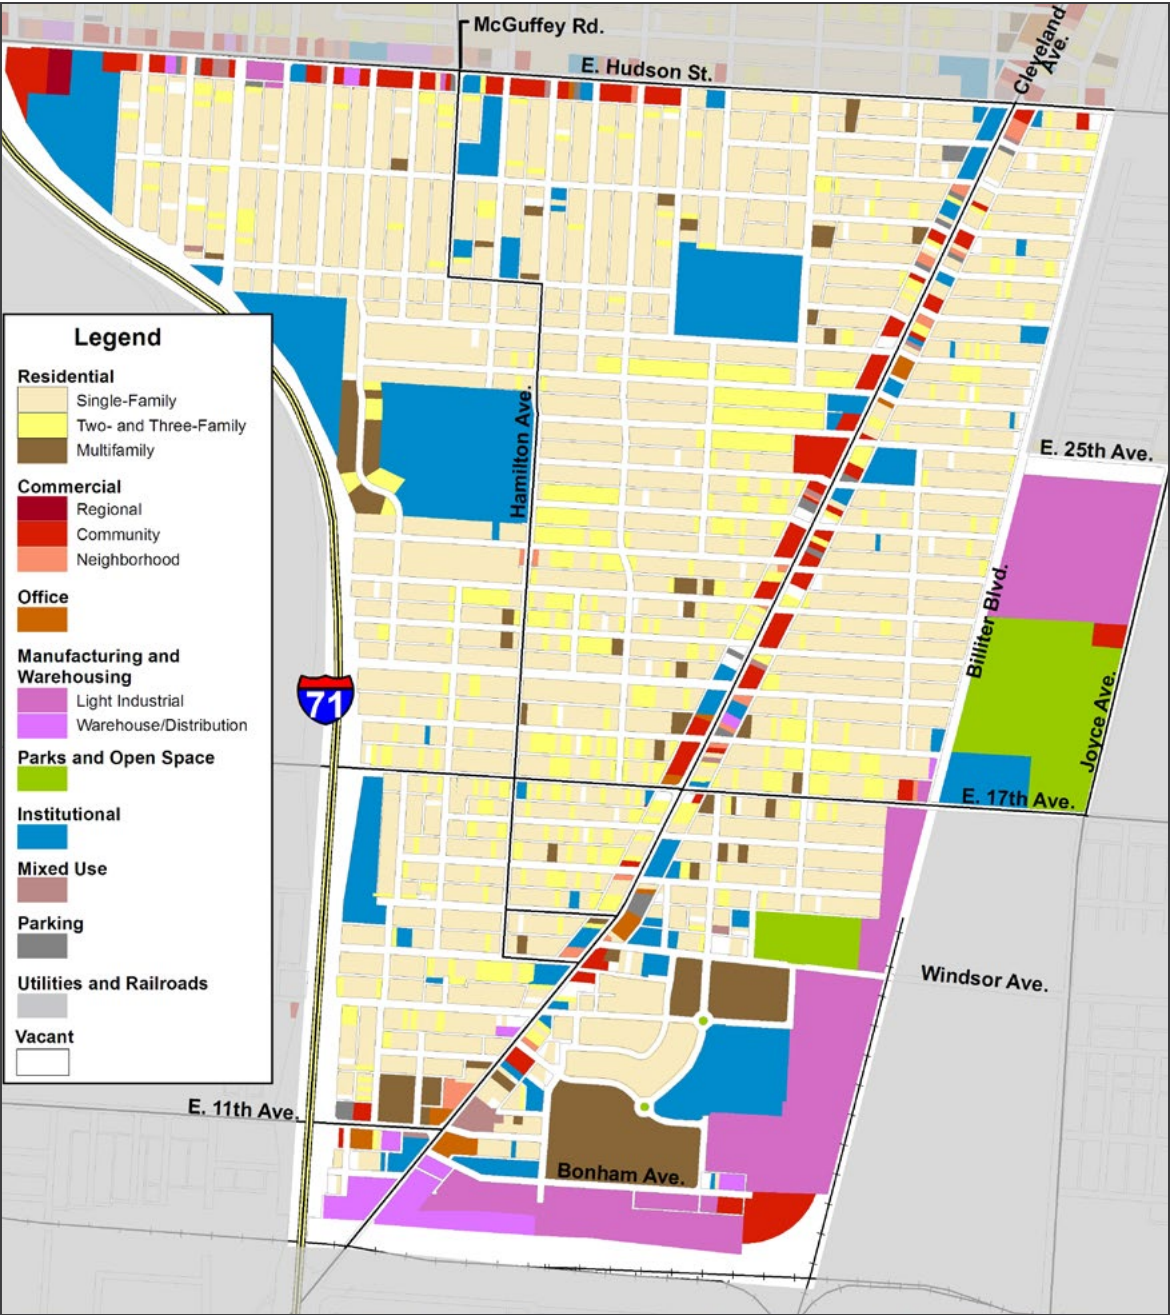 McGuffey Rd.
E. Hudson St.
Cleveland
Ave.
Legend
Residential
Single-Family
Two- and Three-Family
Multifamily
Commercial
Regional
Community
Neighborhood
Office
Manufacturing and
Warehousing
Light Industrial
Warehouse/Distribution
Parks and Open Space
Institutional
Mixed Use
Parking
Utilities and Railroads
Vacant
Hamilton Ave.
E. 25th Ave.
Billiter Blvd.
71
Joyce Ave.
E. 17th Ave.
Windsor Ave.
E. 11th Ave.
Bonham Ave.